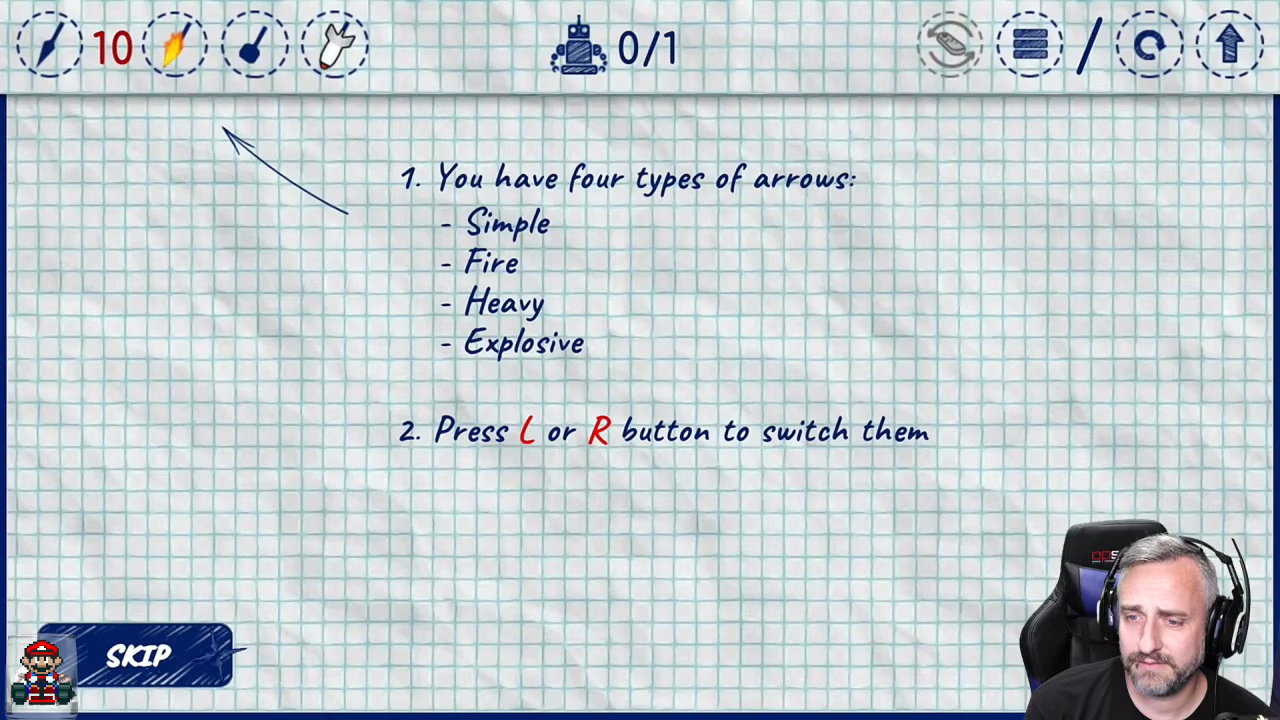 10
0/1
1. You have four types of arrows:
- Simple
- Fire
- Heavy
- Explosive
2. Press L or R button to switch them
SKIP